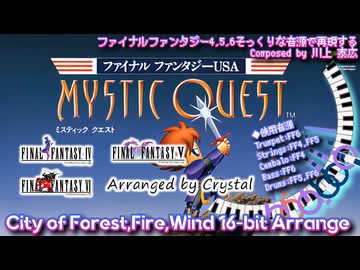 ファイナルファンタジー4,5,6そっくりな音源で再現する
Composed by 川上 泰広
ファイナル ファンタジーUSA
MYSTIC QUEST
TM
ミスティック クエスト
◆使用音源
Trumpet:FF6
Strings:FF4,FF5
Cembalo:FF4
Bass:FF6
Drums:FF5,FF6
FINAL FANTASY IV
FINAL FANTASY V
FINAL FANTASY VI
Arranged by Crystal
City of Forest,Fire,Wind 16-bit Arrange